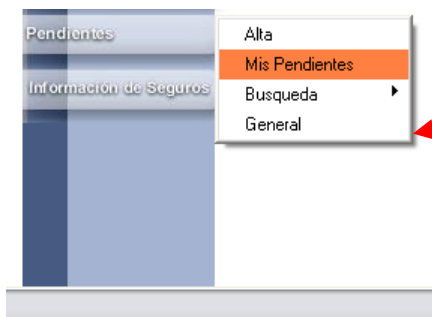 Pendientes
Información de Seguros
Alta
Mis Pendientes
Busqueda
General